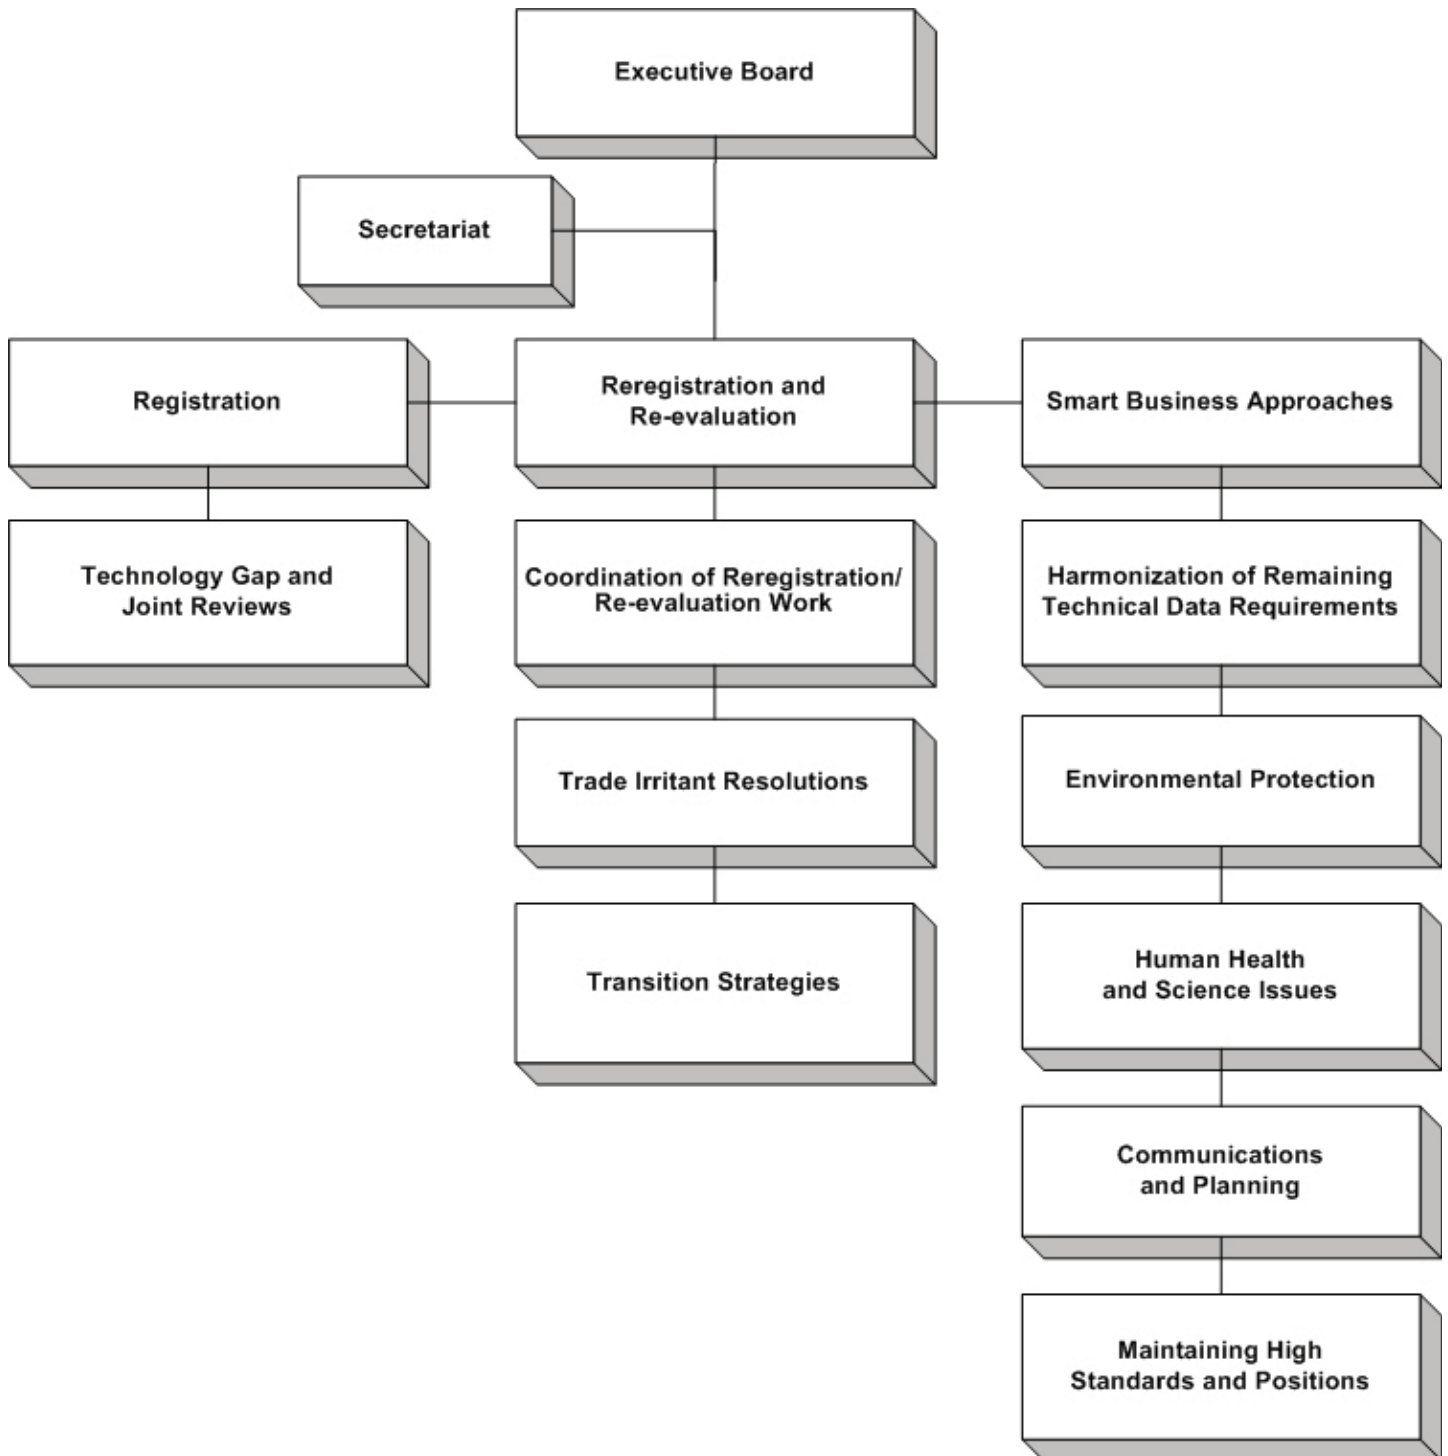 Executive Board
Secretariat
Registration
Reregistration and
Re-evaluation
Smart Business Approaches
Technology Gap and
Joint Reviews
Coordination of Reregistration/
Re-evaluation Work
Harmonization of Remaining
Technical Data Requirements
Trade Irritant Resolutions
Environmental Protection
Transition Strategies
Human Health
and Science Issues
Communications
and Planning
Maintaining High
Standards and Positions